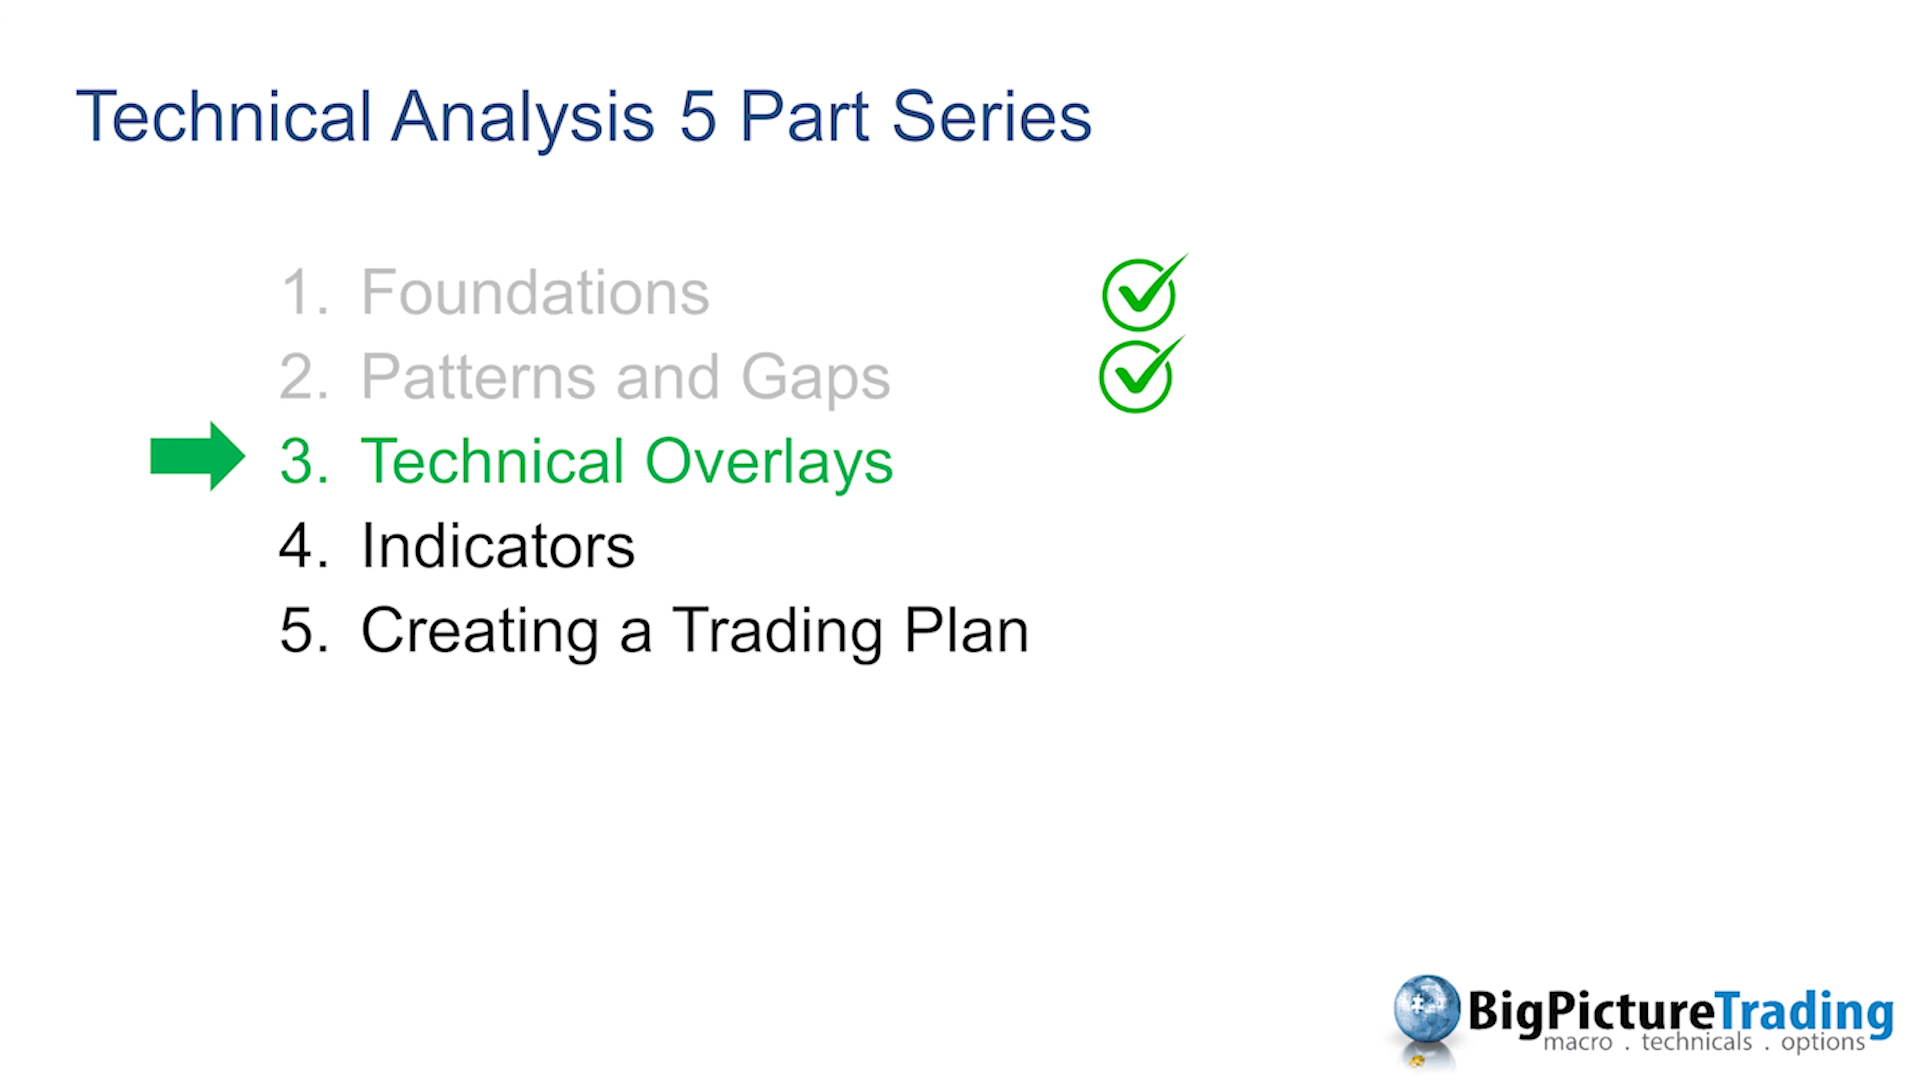 Technical Analysis 5 Part Series
1. Foundations
2. Patterns and Gaps
3. Technical Overlays
4. Indicators
5. Creating a Trading Plan
BigPictureTrading
macro . technicals . options